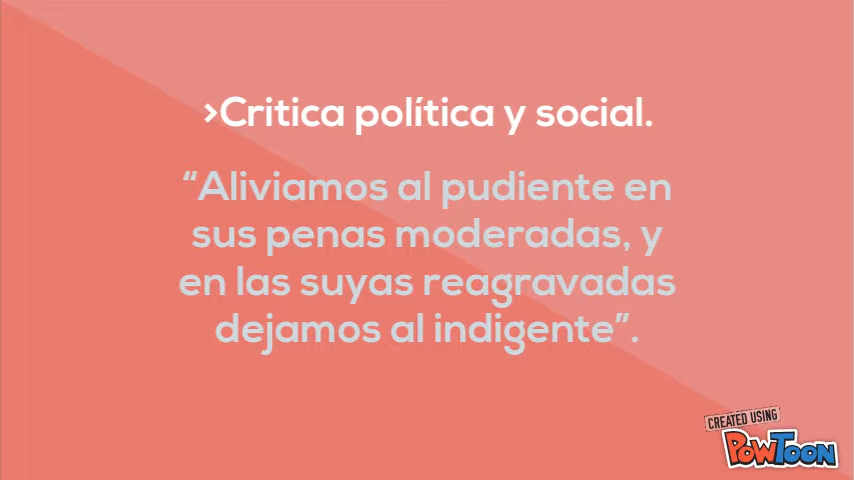 >Critica política y social.
“Aliviamos al pudiente en
sus penas moderadas, y
en las suyas reagravadas
dejamos al indigente”.
CREATED USING
POWTOON